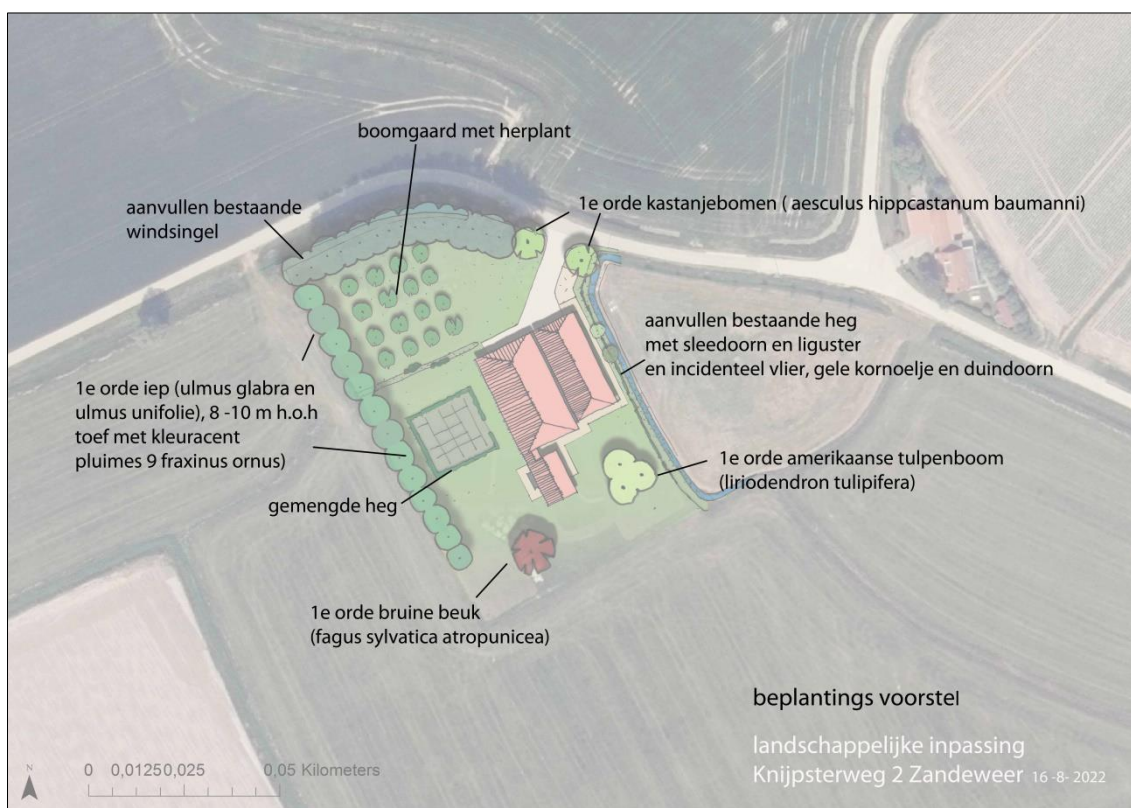 boomgaard met herplant
aanvullen bestaande
windsingel
1e orde kastanjebomen ( aesculus hippcastanum baumanni)
aanvullen bestaande heg
met sleedoorn en liguster
en incidenteel vlier, gele kornoelje en duindoorn
1e orde iep (ulmus glabra en
ulmus unifolie), 8 -10 m h.o.h
toef met kleuracent
pluimes 9 fraxinus ornus)
gemengde heg
1e orde amerikaanse tulpenboom
(liriodendron tulipifera)
1e orde bruine beuk
(fagus sylvatica atropunicea)
beplantings voorstel
landschappelijke inpassing
Knijpsterweg 2 Zandeweer 16 -8- 2022
N
0 0,01250,025 0,05 Kilometers